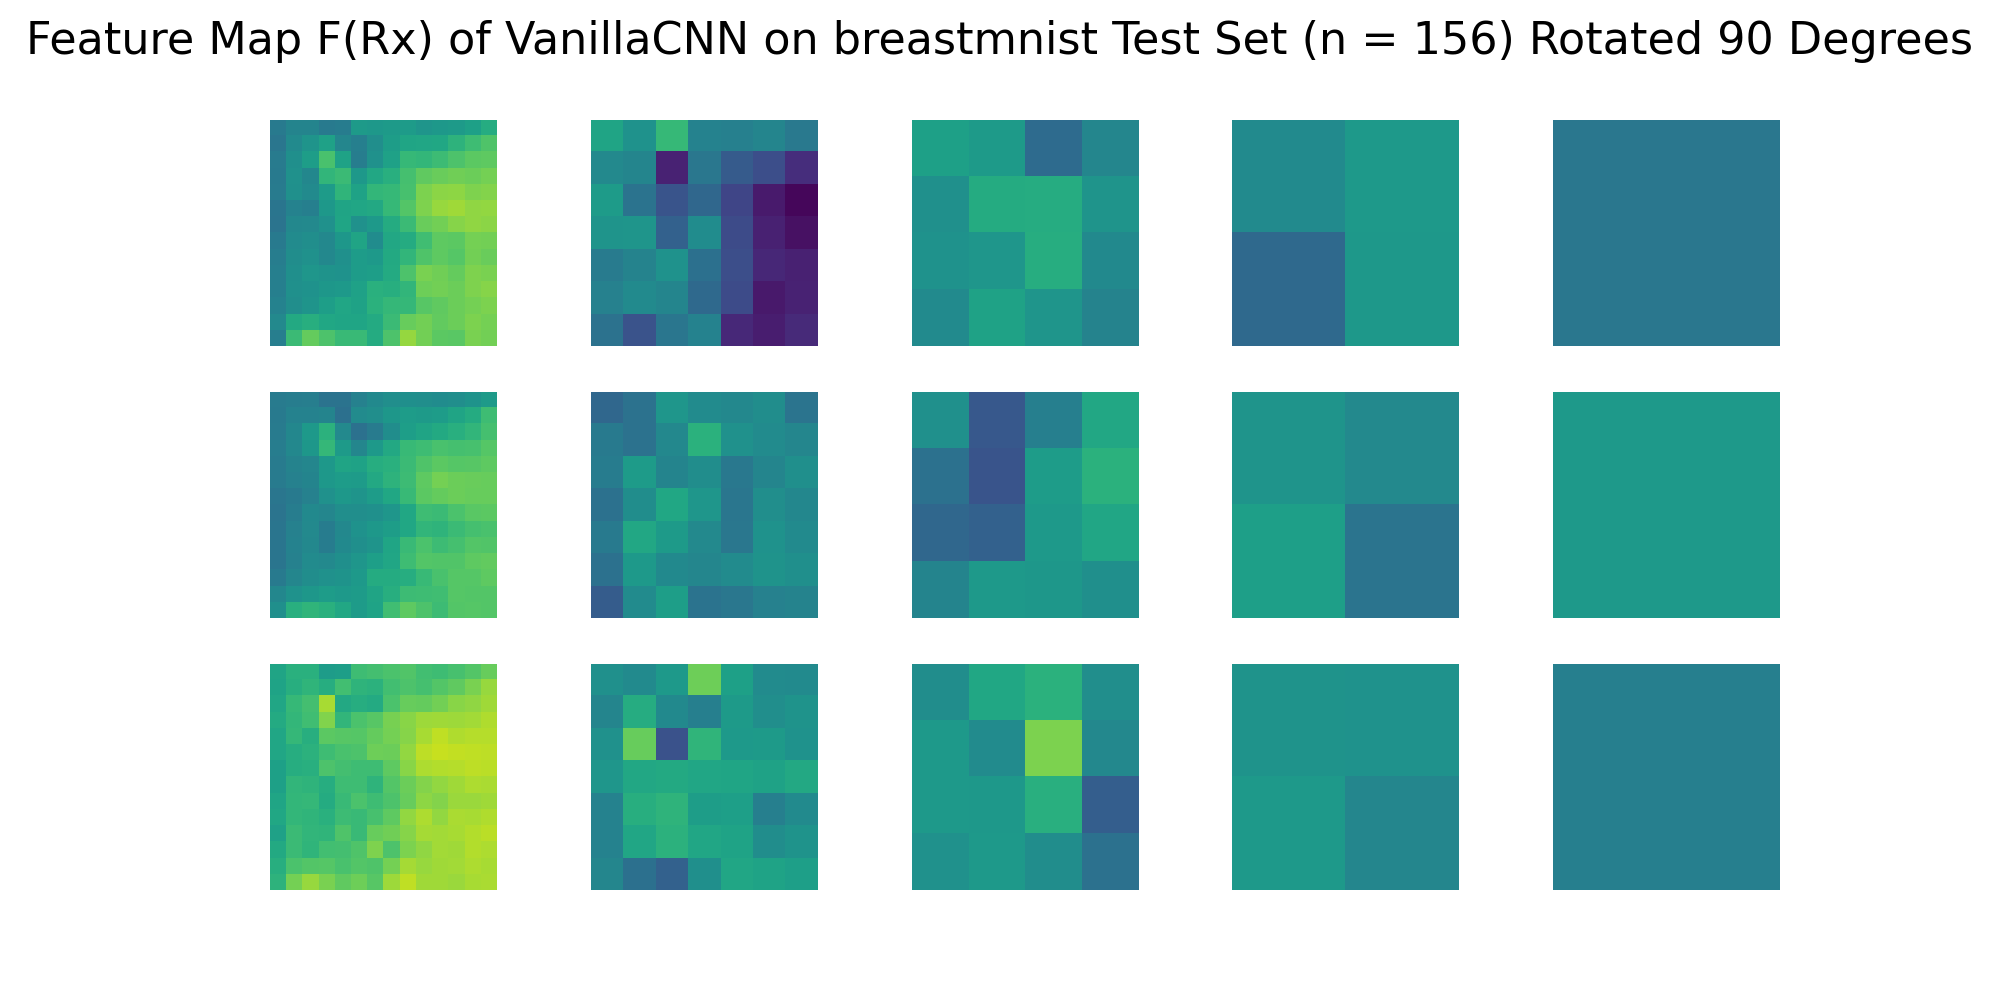 Feature Map F(Rx) of VanillaCNN on breastmnist Test Set (n = 156) Rotated 90 Degrees